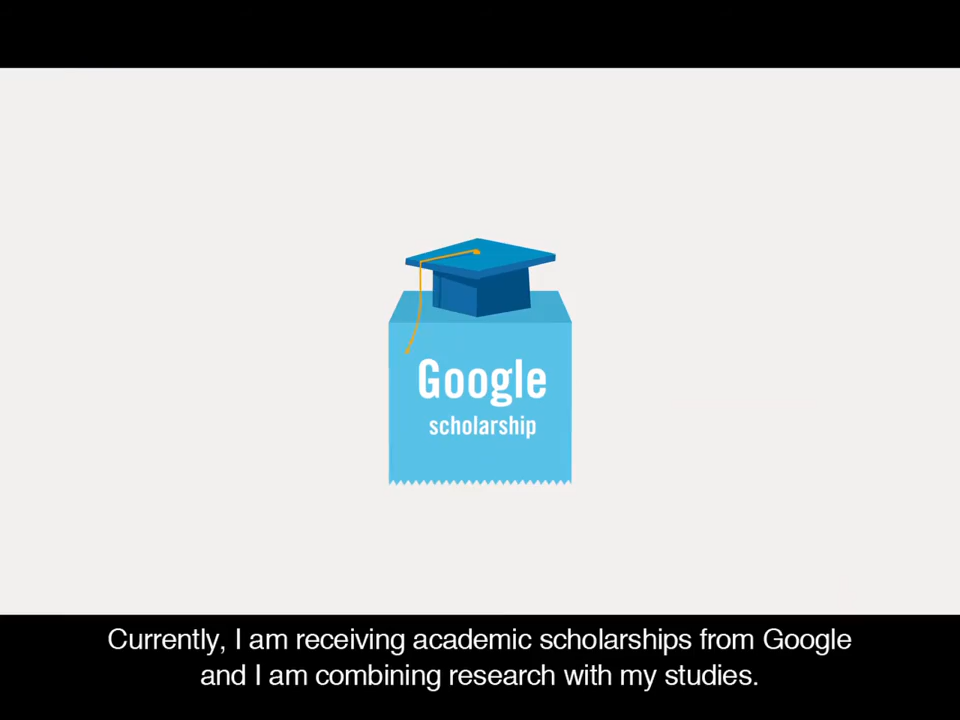 Google
scholarship
Currently, I am receiving academic scholarships from Google
and I am combining research with my studies.